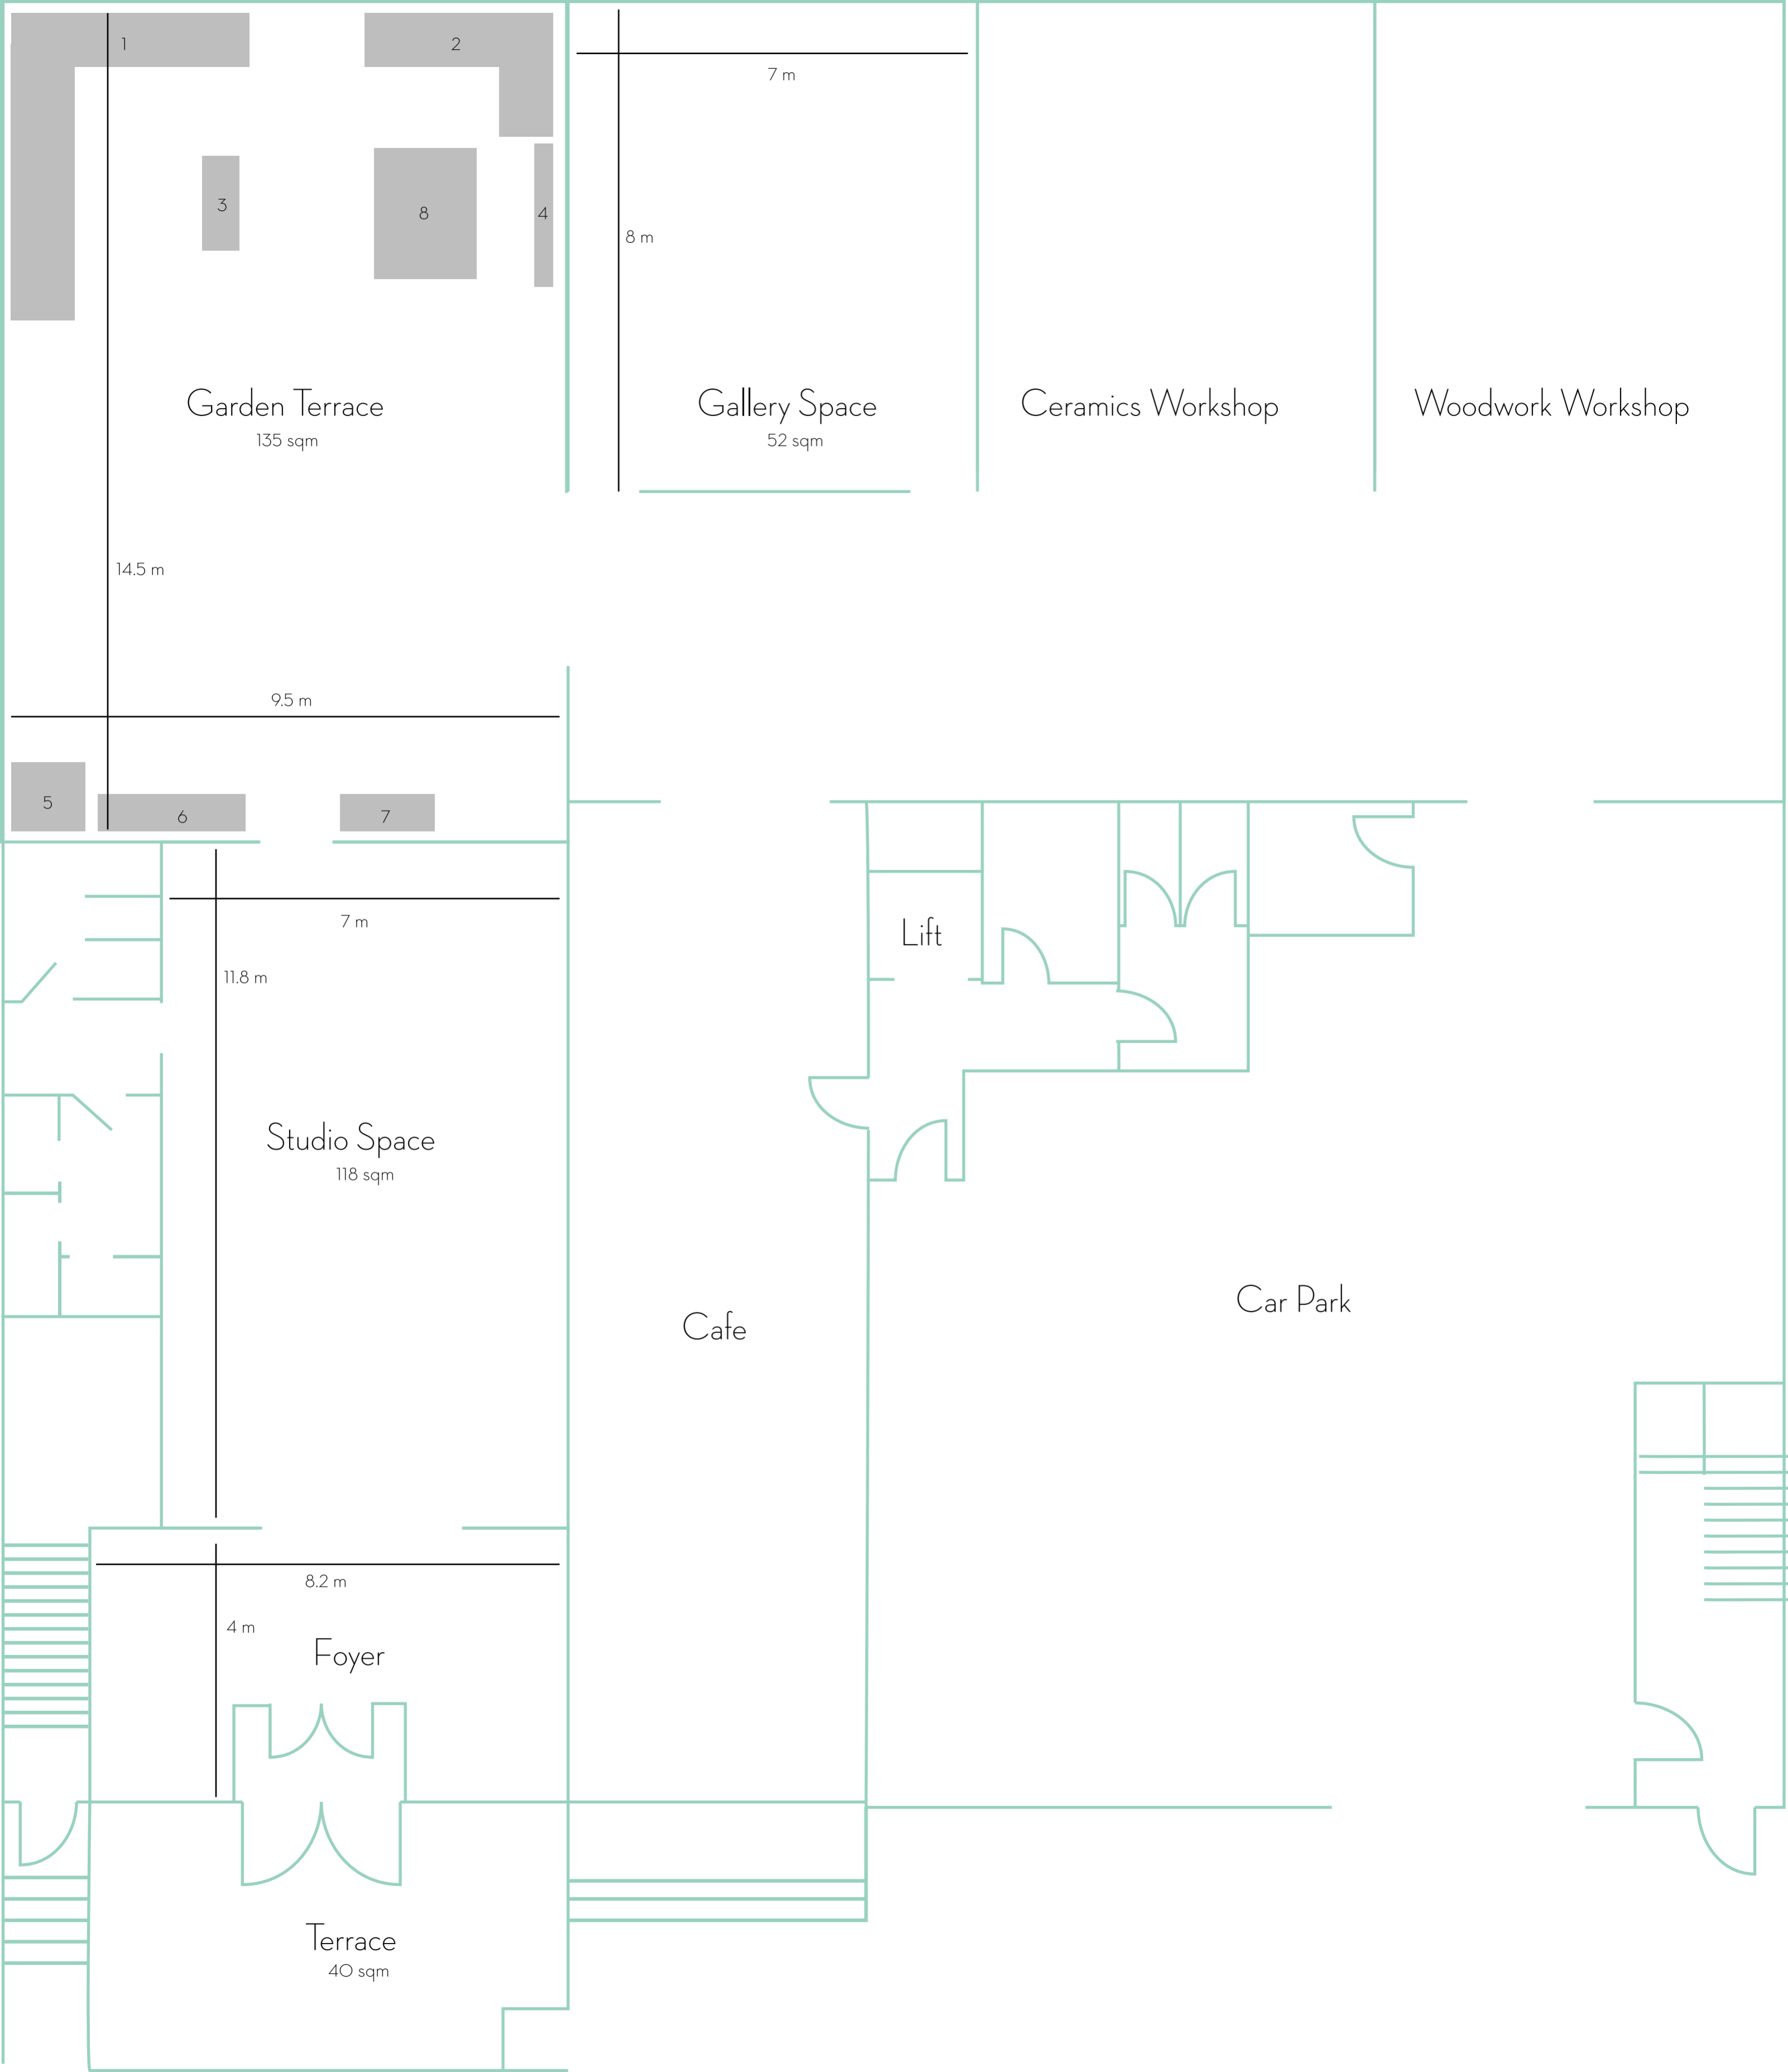 1
2
7 m
3
8
4
8 m
Garden Terrace
135 sqm
Gallery Space
52 sqm
Ceramics Workshop
Woodwork Workshop
14.5 m
9.5 m
5
6
7
7 m
11.8 m
Lift
Studio Space
118 sqm
Cafe
Car Park
8.2 m
4 m
Foyer
Terrace
40 sqm